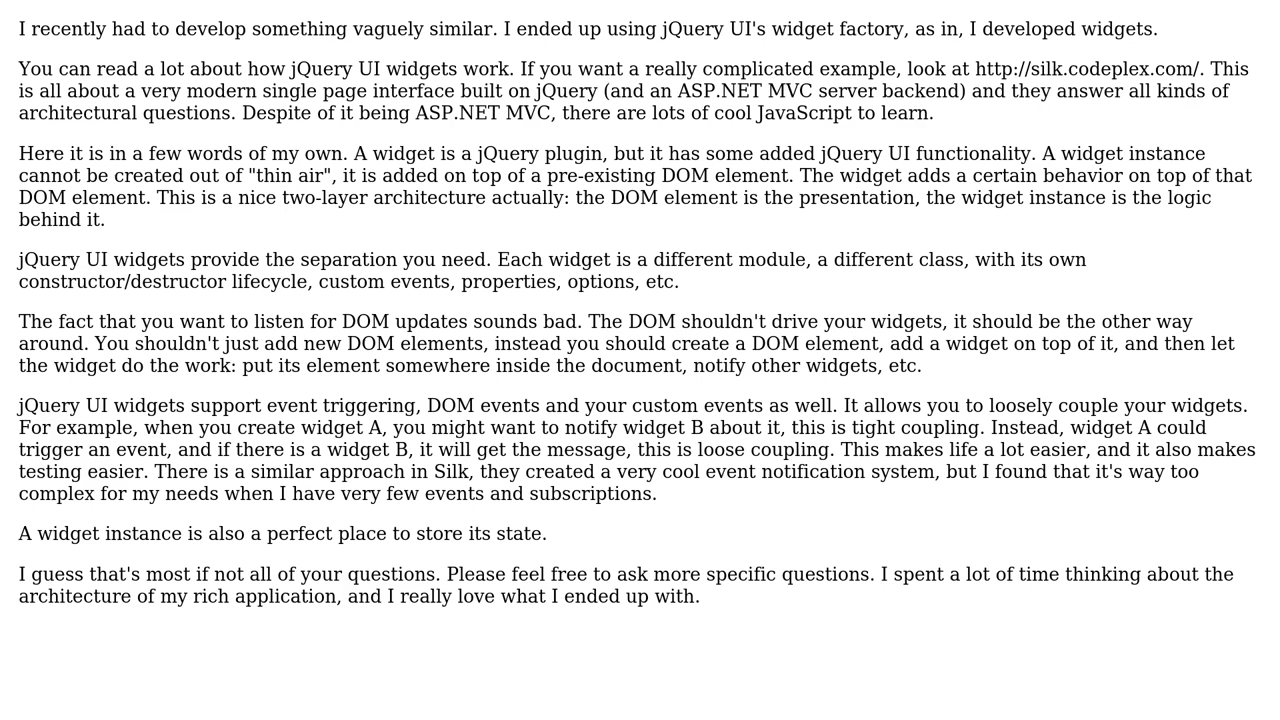 I recently had to develop something vaguely similar. I ended up using jQuery UI's widget factory, as in, I developed widgets.
You can read a lot about how jQuery UI widgets work. If you want a really complicated example, look at http://silk.codeplex.com/. This
is all about a very modern single page interface built on jQuery (and an ASP.NET MVC server backend) and they answer all kinds of
architectural questions. Despite of it being ASP.NET MVC, there are lots of cool JavaScript to learn.
Here it is in a few words of my own. A widget is a jQuery plugin, but it has some added jQuery UI functionality. A widget instance
cannot be created out of "thin air", it is added on top of a pre-existing DOM element. The widget adds a certain behavior on top of that
DOM element. This is a nice two-layer architecture actually: the DOM element is the presentation, the widget instance is the logic
behind it.
jQuery UI widgets provide the separation you need. Each widget is a different module, a different class, with its own
constructor/destructor lifecycle, custom events, properties, options, etc.
The fact that you want to listen for DOM updates sounds bad. The DOM shouldn't drive your widgets, it should be the other way
around. You shouldn't just add new DOM elements, instead you should create a DOM element, add a widget on top of it, and then let
the widget do the work: put its element somewhere inside the document, notify other widgets, etc.
jQuery UI widgets support event triggering, DOM events and your custom events as well. It allows you to loosely couple your widgets.
For example, when you create widget A, you might want to notify widget B about it, this is tight coupling. Instead, widget A could
trigger an event, and if there is a widget B, it will get the message, this is loose coupling. This makes life a lot easier, and it also makes
testing easier. There is a similar approach in Silk, they created a very cool event notification system, but I found that it's way too
complex for my needs when I have very few events and subscriptions.
A widget instance is also a perfect place to store its state.
I guess that's most if not all of your questions. Please feel free to ask more specific questions. I spent a lot of time thinking about the
architecture of my rich application, and I really love what I ended up with.